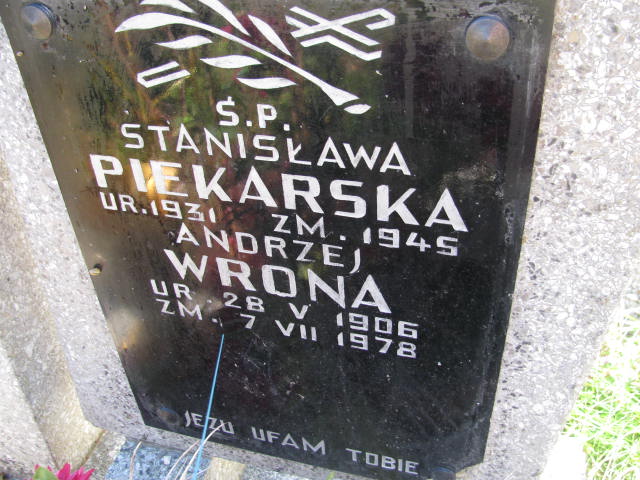 Ś.P.
STANISŁAWA
PIEKARSKA
UR. 1931 ZM. 1945
ANDRZEJ
WRONA
UR. 28 V 1906
ZM. 7 VII 1978
JEZU UFAM TOBIE